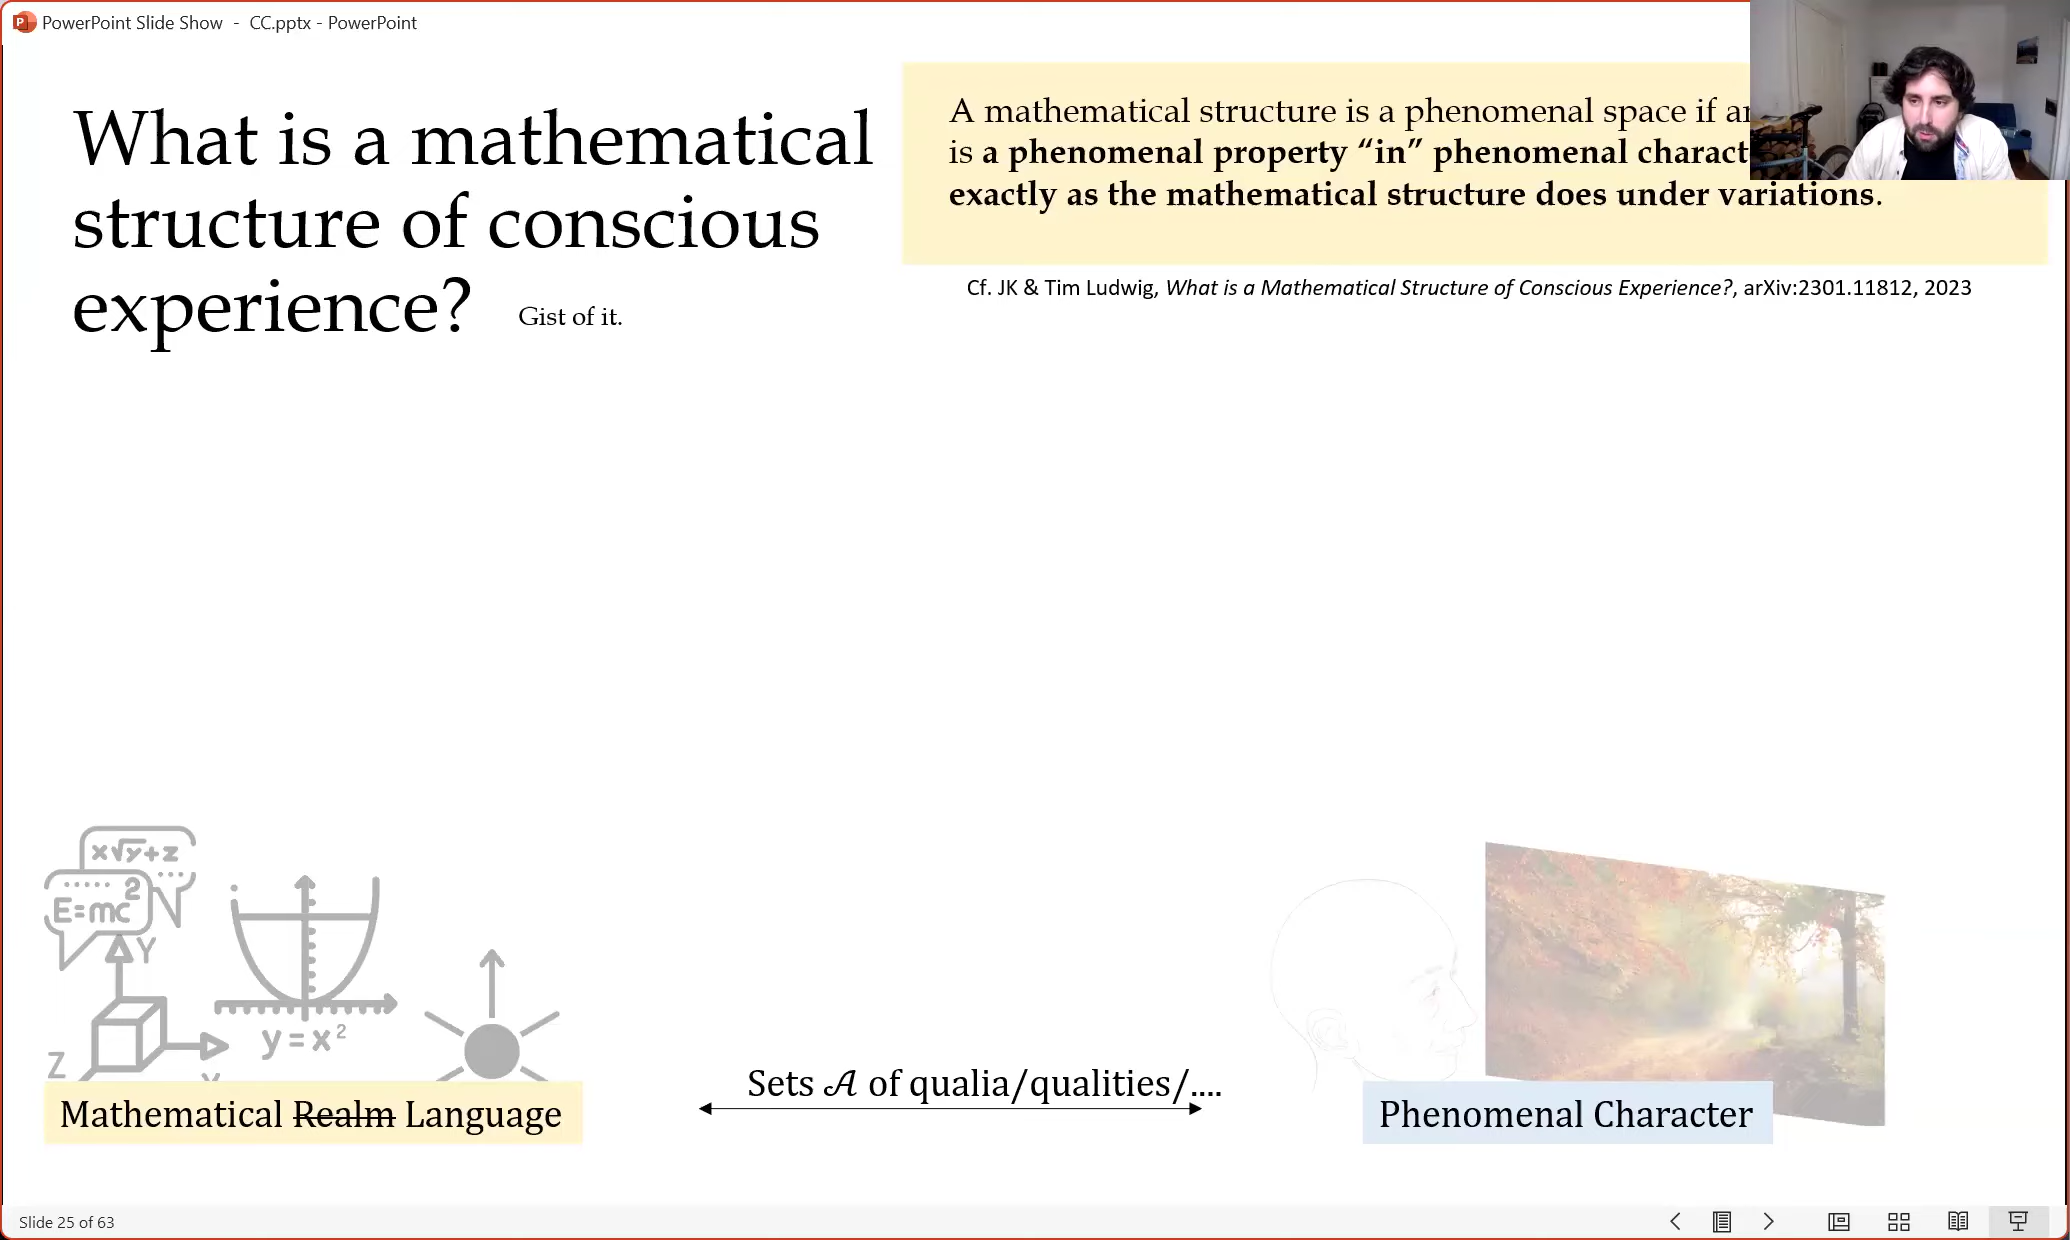 PowerPoint Slide Show - CC.pptx - PowerPoint
What is a mathematical
structure of conscious
experience?
Gist of it.
A mathematical structure is a phenomenal space if
is a phenomenal property “in” phenomenal
exactly as the mathematical structure does under variations.
Cf. JK & Tim Ludwig, What is a Mathematical Structure of Conscious Experience?, arXiv:2301.11812, 2023
x√y+z
E=mc²
Y
Z
y=x²
Mathematical Realm Language
Sets 𝒜 of qualia/qualities/....
Phenomenal Character
Slide 25 of 63